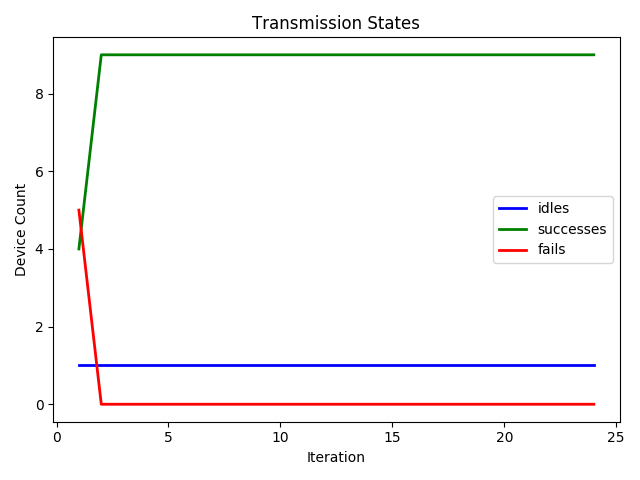 Transmission States
Device Count
8
6
4
2
0
idles
successes
fails
0 5 10 15 20 25
Iteration